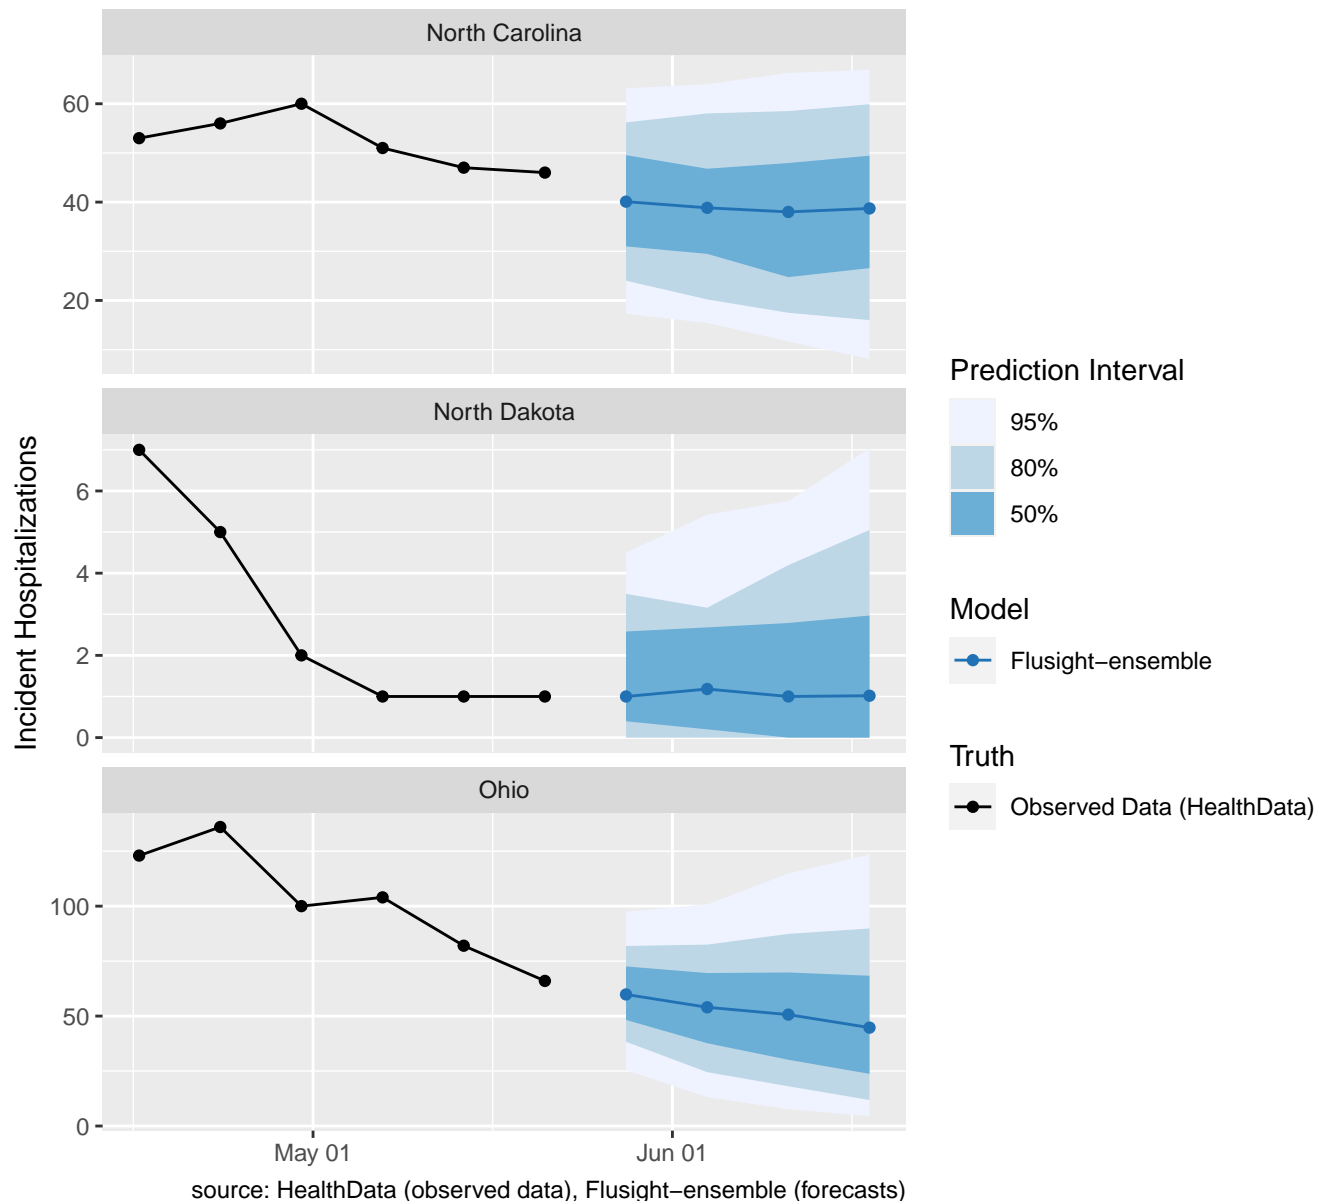 North Carolina
60
40
20
North Dakota
6
4
2
0
Ohio
100
50
0
Incident Hospitalizations
May 01
Jun 01
source: HealthData (observed data), Flusight−ensemble (forecasts)
Prediction Interval
95%
80%
50%
Model
Flusight−ensemble
Truth
Observed Data (HealthData)